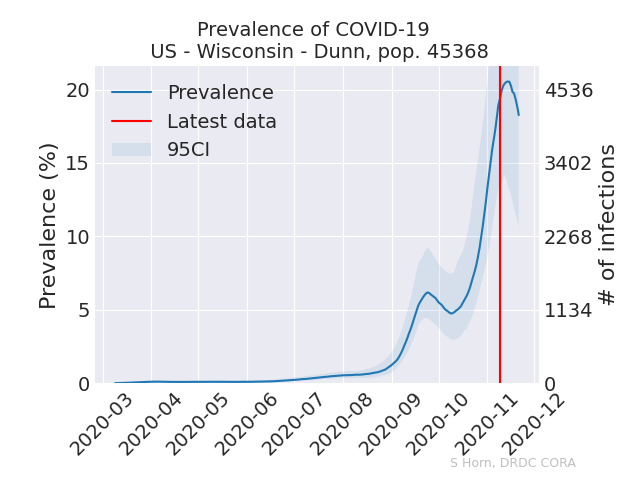 Prevalence of COVID-19
US - Wisconsin - Dunn, pop. 45368
Prevalence
Latest data
95CI
Prevalence (%)
20
15
10
5
0
4536
3402
2268
1134
0
# of infections
2020-03
2020-04
2020-05
2020-06
2020-07
2020-08
2020-09
2020-10
2020-11
2020-12
S Horn, DRDC CORA